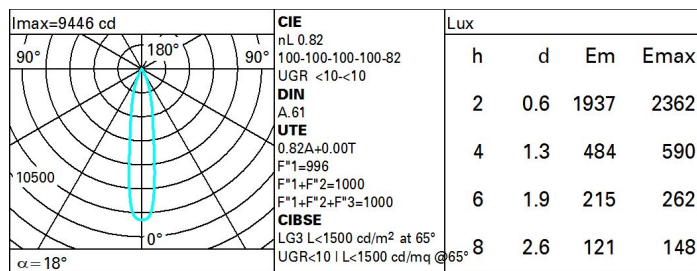 Imax=9446 cd
90° 180° 90°
10500
0°
α=18°
CIE
nL 0.82
100-100-100-100-82
UGR <10-<10
DIN
A.61
UTE
0.82A+0.00T
F"1=996
F"1+F"2=1000
F"1+F"2+F"3=1000
CIBSE
LG3 L<1500 cd/m² at 65°
UGR<10 | L<1500 cd/mq @65°
Lux
h d Em Emax
2 0.6 1937 2362
4 1.3 484 590
6 1.9 215 262
8 2.6 121 148